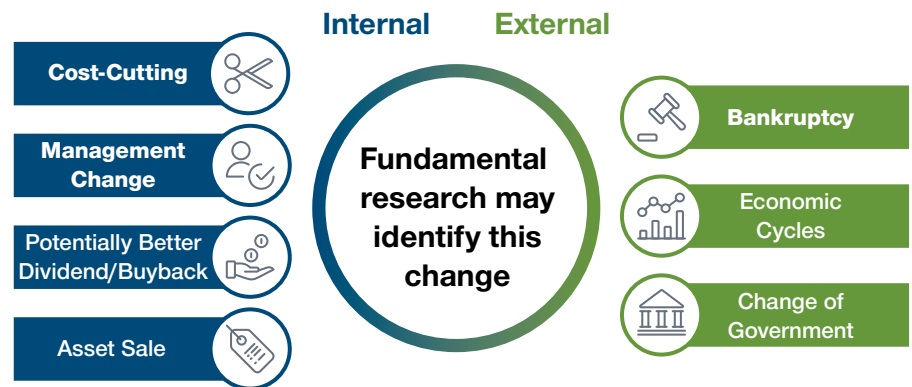 Internal
External
Cost-Cutting
Management
Change
Potentially Better
Dividend/Buyback
Asset Sale
Fundamental
research may
identify this
change
Bankruptcy
Economic
Cycles
Change of
Government